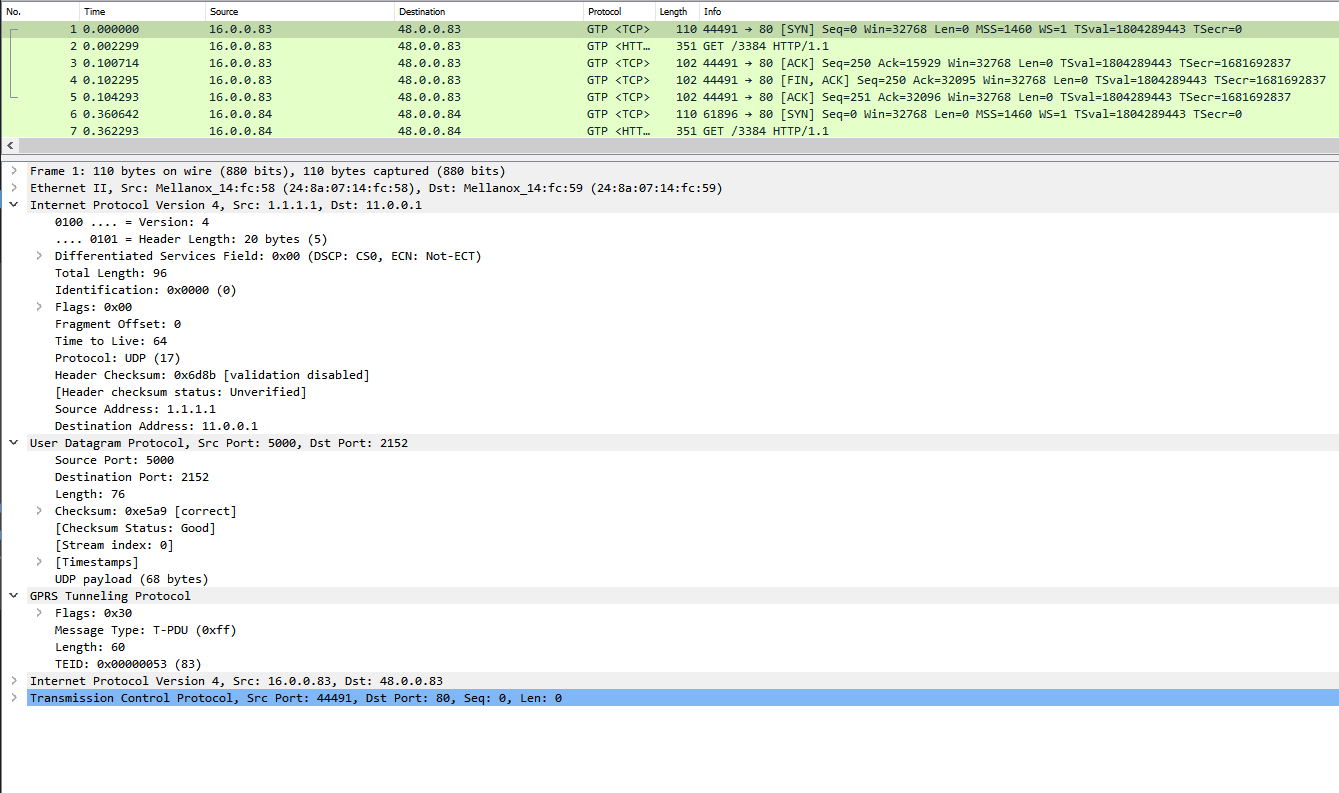 No. Time Source Destination Protocol Length Info
1 0.000000 16.0.0.83 48.0.0.83 GTP <TCP> 110 44491 → 80 [SYN] Seq=0 Win=32768 Len=0 MSS=1460 WS=1 TSval=1804289443 TSecr=0
2 0.002299 16.0.0.83 48.0.0.83 GTP <HTT… 351 GET /3384 HTTP/1.1
3 0.100714 16.0.0.83 48.0.0.83 GTP <TCP> 102 44491 → 80 [ACK] Seq=250 Ack=15929 Win=32768 Len=0 TSval=1804289443 TSecr=1681692837
4 0.102295 16.0.0.83 48.0.0.83 GTP <TCP> 102 44491 → 80 [FIN, ACK] Seq=250 Ack=32095 Win=32768 Len=0 TSval=1804289443 TSecr=1681692837
5 0.104293 16.0.0.83 48.0.0.83 GTP <TCP> 102 44491 → 80 [ACK] Seq=251 Ack=32096 Win=32768 Len=0 TSval=1804289443 TSecr=1681692837
6 0.360642 16.0.0.84 48.0.0.84 GTP <TCP> 110 61896 → 80 [SYN] Seq=0 Win=32768 Len=0 MSS=1460 WS=1 TSval=1804289443 TSecr=0
7 0.362293 16.0.0.84 48.0.0.84 GTP <HTT… 351 GET /3384 HTTP/1.1
Frame 1: 110 bytes on wire (880 bits), 110 bytes captured (880 bits)
Ethernet II, Src: Mellanox_14:fc:58 (24:8a:07:14:fc:58), Dst: Mellanox_14:fc:59 (24:8a:07:14:fc:59)
Internet Protocol Version 4, Src: 1.1.1.1, Dst: 11.0.0.1
0100 .... = Version: 4
.... 0101 = Header Length: 20 bytes (5)
Differentiated Services Field: 0x00 (DSCP: CS0, ECN: Not-ECT)
Total Length: 96
Identification: 0x0000 (0)
Flags: 0x00
Fragment Offset: 0
Time to Live: 64
Protocol: UDP (17)
Header Checksum: 0x6d8b [validation disabled]
[Header checksum status: Unverified]
Source Address: 1.1.1.1
Destination Address: 11.0.0.1
User Datagram Protocol, Src Port: 5000, Dst Port: 2152
Source Port: 5000
Destination Port: 2152
Length: 76
Checksum: 0xe5a9 [correct]
[Checksum Status: Good]
[Stream index: 0]
[Timestamps]
UDP payload (68 bytes)
GPRS Tunneling Protocol
Flags: 0x30
Message Type: T-PDU (0xff)
Length: 60
TEID: 0x00000053 (83)
Internet Protocol Version 4, Src: 16.0.0.83, Dst: 48.0.0.83
Transmission Control Protocol, Src Port: 44491, Dst Port: 80, Seq: 0, Len: 0